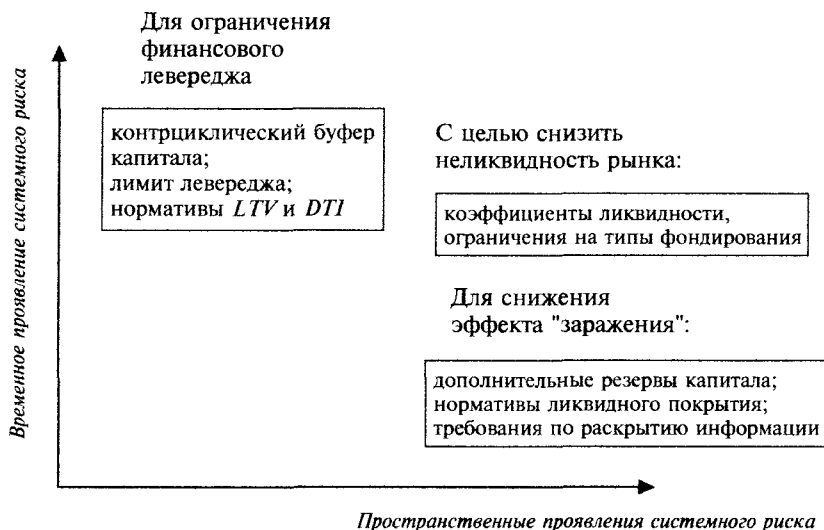 Для ограничения
финансового
левереджа
контрциклический буфер
капитала;
лимит левереджа;
нормативы LTV и DTI
С целью снизить
неликвидность рынка:
коэффициенты ликвидности,
ограничения на типы фондирования
Для снижения
эффекта "заражения":
дополнительные резервы капитала;
нормативы ликвидного покрытия;
требования по раскрытию информации
Временное проявление системного риска
Пространственные проявления системного риска